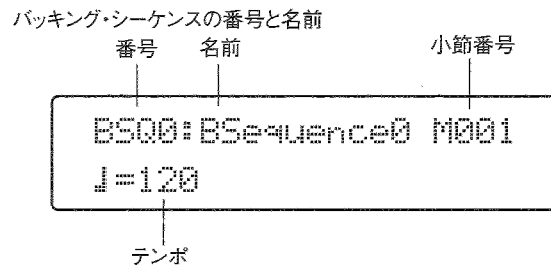 バッキング・シーケンスの番号と名前
番号 名前 小節番号
BSQ0:BSequence0 M001
♩=120
テンポ